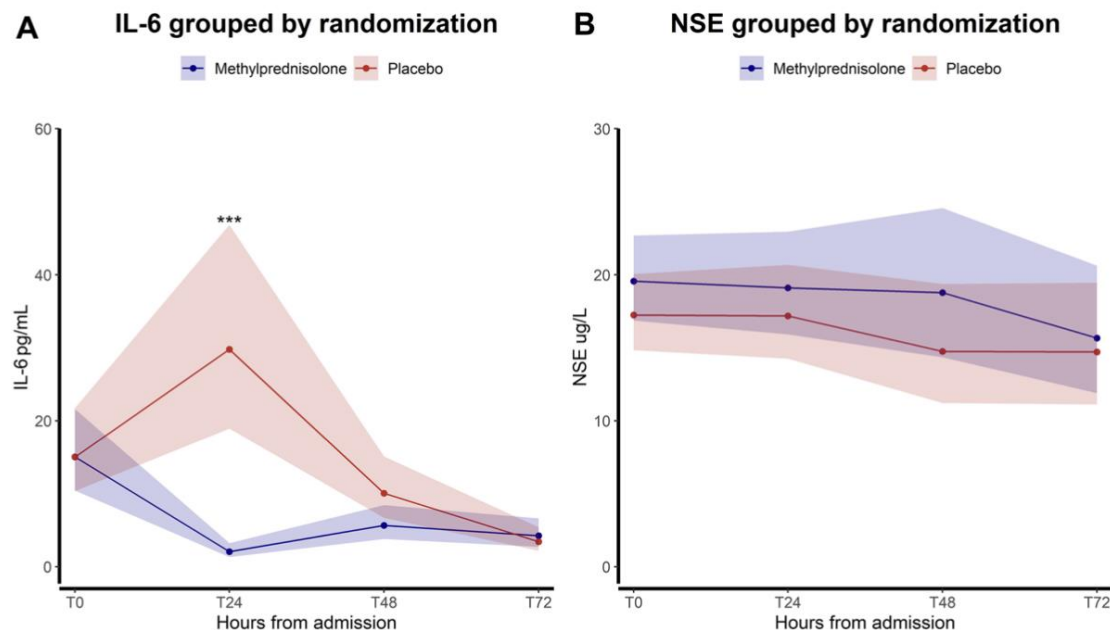 A IL-6 grouped by randomization
Methylprednisolone Placebo
60
40
20
0
IL-6 pg/mL
***
T0 T24 T48 T72
Hours from admission
B NSE grouped by randomization
Methylprednisolone Placebo
30
20
10
0
NSE ug/L
T0 T24 T48 T72
Hours from admission